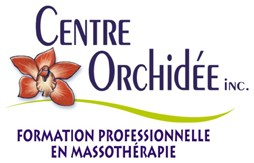 CENTRE
ORCHIDÉE INC.
FORMATION PROFESSIONNELLE
EN MASSOTHÉRAPIE